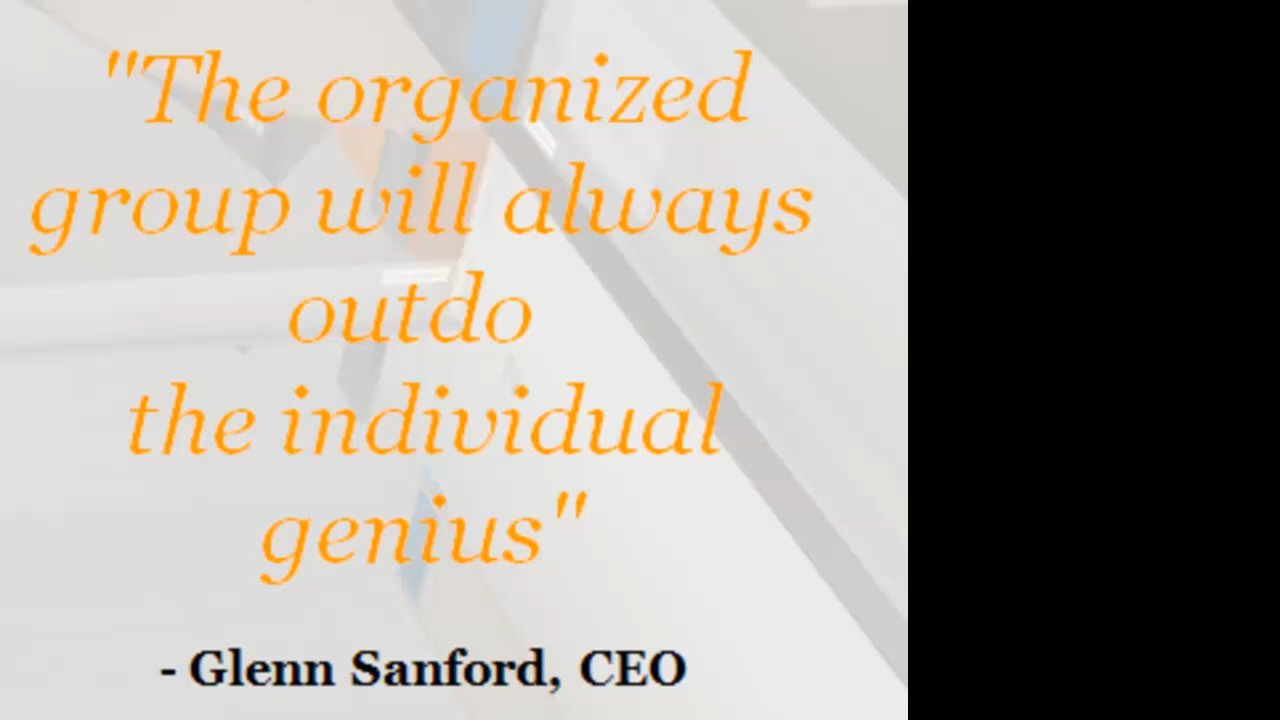 "The organized
group will always
outdo
the individual
genius"
- Glenn Sanford, CEO